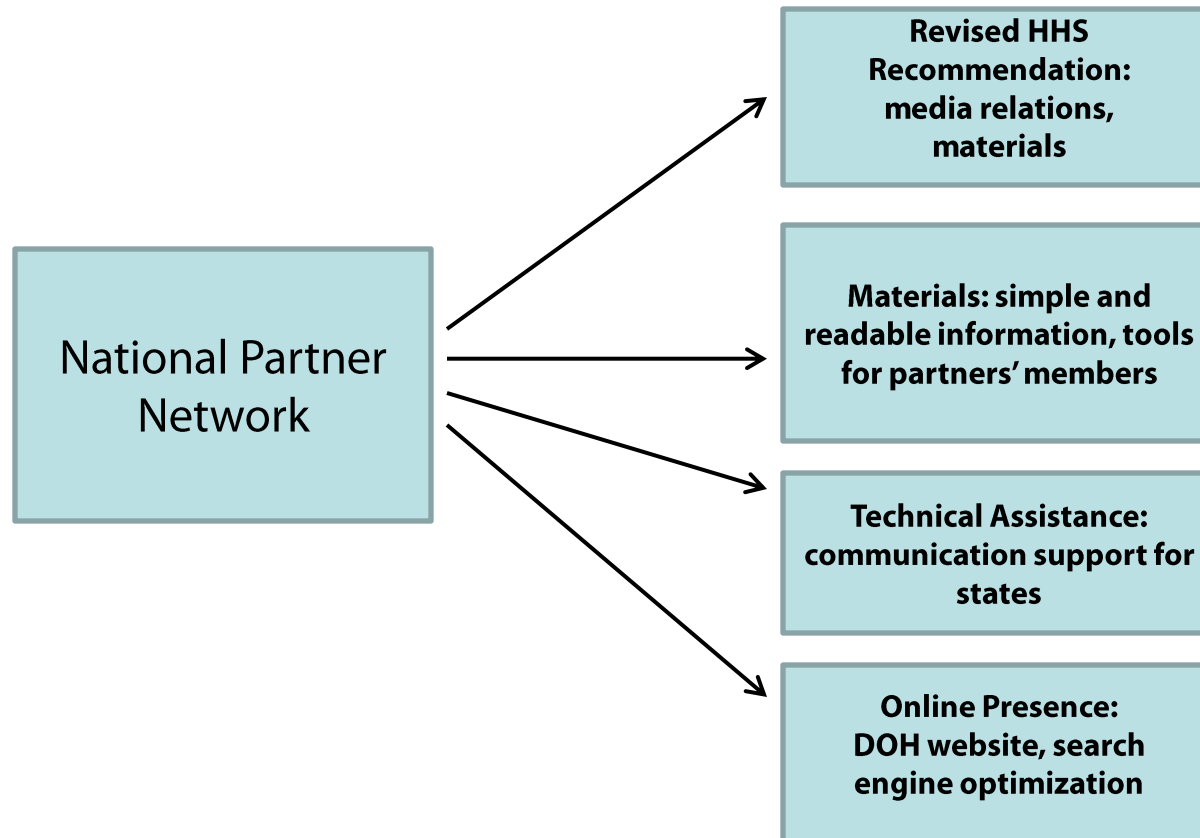 National Partner
Network
Revised HHS
Recommendation:
media relations,
materials
Materials: simple and
readable information, tools
for partners’ members
Technical Assistance:
communication support for
states
Online Presence:
DOH website, search
engine optimization